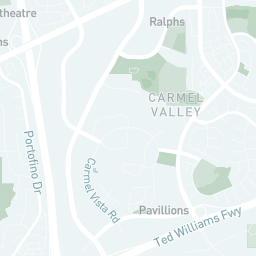 theatre
Ralphs
ns
CARMEL
VALLEY
Portofino Dr
Carmel Vista Rd
Pavillions
Ted Williams Fwy